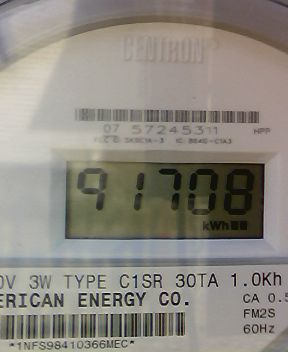 CENTRON®
07 57245311 HPP
91708
kWh
0V 3W TYPE C1SR 30TA 1.0Kh
ERICAN ENERGY CO. CA 0.5
FM2S
60Hz
*1NFS98410366MEC*